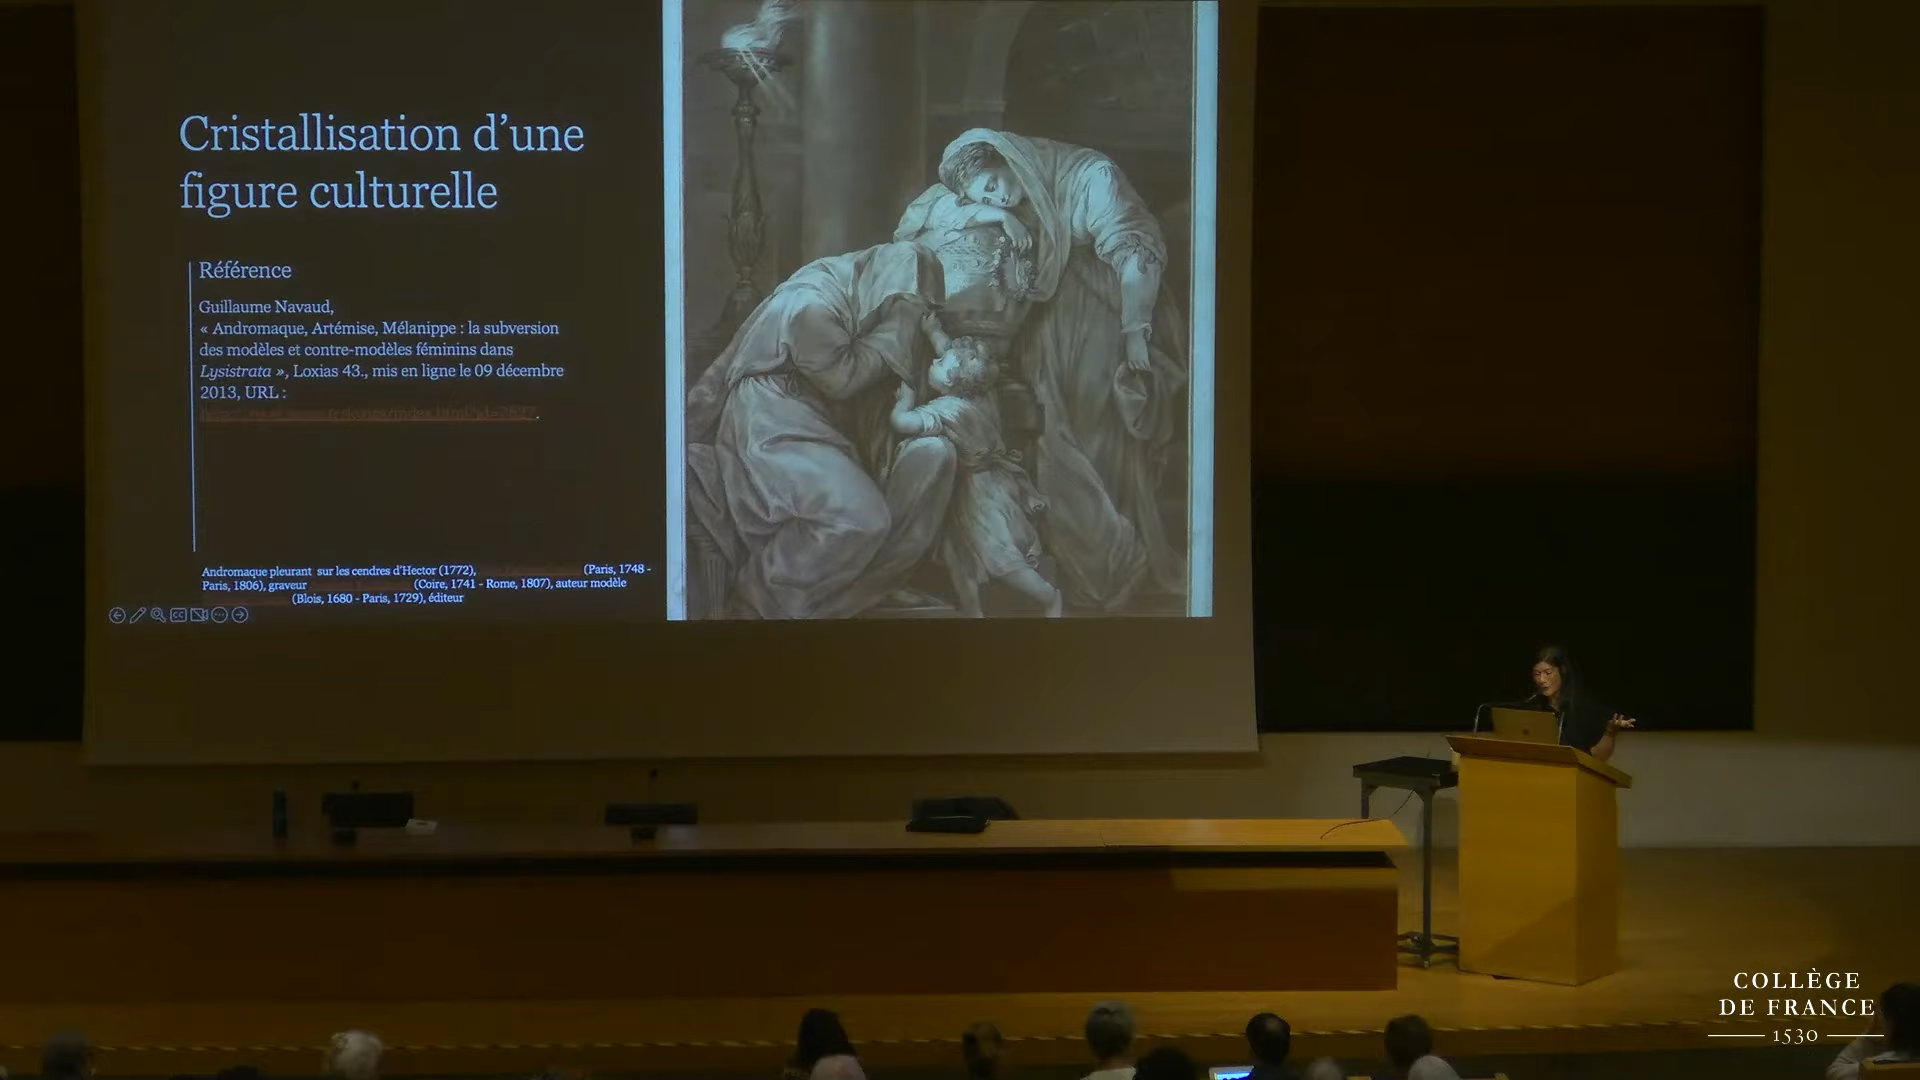 Cristallisation d’une
figure culturelle
Référence
Guillaume Navaud,
« Andromaque, Artémise, Mélanippe : la subversion
des modèles et contre-modèles féminins dans
Lysistrata », Loxias 43., mis en ligne le 09 décembre
2013, URL :
Andromaque pleurant sur les cendres d'Hector (1772), (Paris, 1748 -
Paris, 1806), graveur (Coire, 1741 - Rome, 1807), auteur modèle
(Blois, 1680 - Paris, 1729), éditeur
COLLÈGE
DE FRANCE
1530